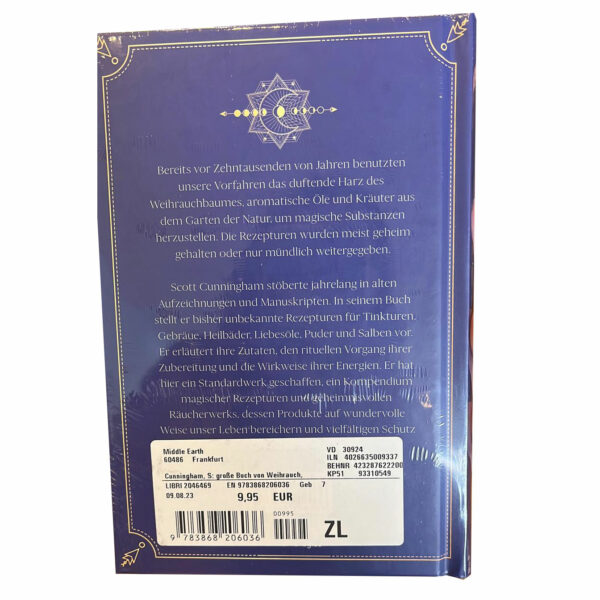 Bereits vor Zehntausenden von Jahren benutzten
unsere Vorfahren das duftende Harz des
Weihrauchbaumes, aromatische Öle und Kräuter aus
dem Garten der Natur, um magische Substanzen
herzustellen. Die Rezepturen wurden meist geheim
gehalten oder nur mündlich weitergegeben.
Scott Cunningham stöberte jahrelang in alten
Aufzeichnungen und Manuskripten. In seinem Buch
stellt er bisher unbekannte Rezepturen für Tinkturen,
Gebräue, Heilbäder, Liebesöle, Puder und Salben vor.
Er erläutert ihre Zutaten, den rituellen Vorgang ihrer
Zubereitung und die Wirkweise ihrer Energien. Er hat
hier ein Standardwerk geschaffen, ein Kompendium
magischer Rezepturen und geheimnisvollen
Räucherwerks, dessen Produkte auf wundervolle
Weise unser Leben bereichern und vielfältigen Schutz
Middle Earth
60486 Frankfurt
VD 30924
ILN 4026635009337
BEHNR 423287622200
KP51 93310549
Cunningham, S: große Buch von Weihrauch,
LIBRI 2046469 EN 9783868206036 Geb 7
09.08.23 9,95 EUR
00995
9 783868 206036
ZL